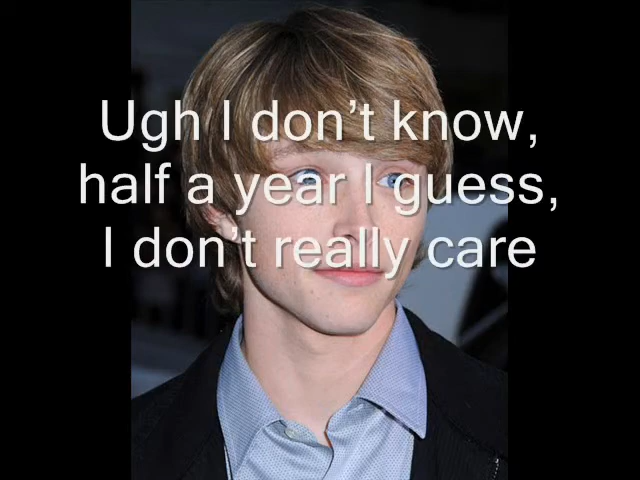 Ugh I don’t know,
half a year I guess,
I don’t really care